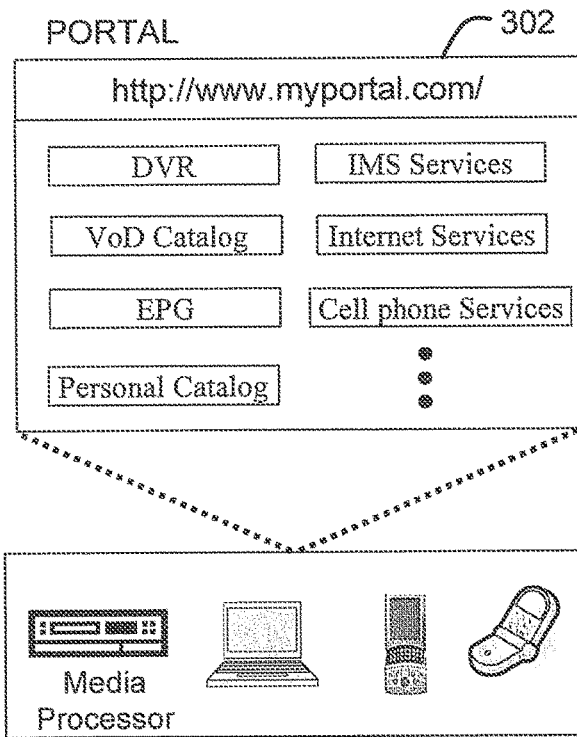 PORTAL
302
http://www.myportal.com/
DVR
IMS Services
VoD Catalog
Internet Services
EPG
Cell phone Services
Personal Catalog
Media
Processor